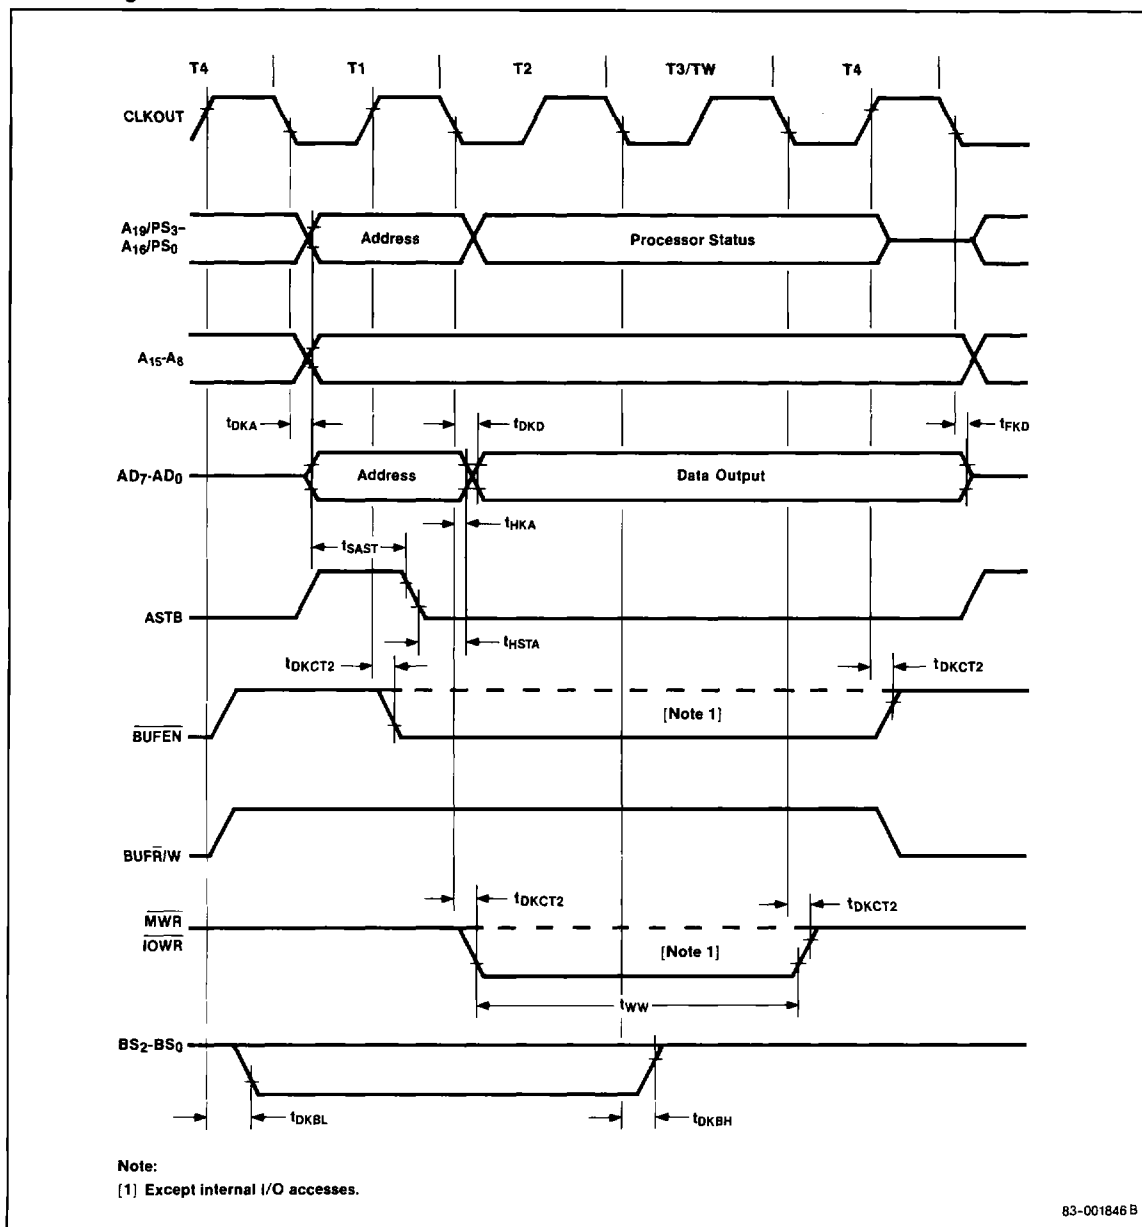 T4 T1 T2 T3/TW T4
CLKOUT
A19/PS3-
A16/PS0
Address Processor Status
A15-A8
tDKA tDKD tFKD
AD7-AD0 Address Data Output
tHKA
tSAST
ASTB
tHSTA
tDKCT2 tDKCT2
[Note 1]
BUFEN
BUFR/W
tDKCT2 tDKCT2
MWR
IOWR [Note 1]
tWW
BS2-BS0
tDKBL tDKBH
Note:
[1] Except internal I/O accesses.
83-001846 B